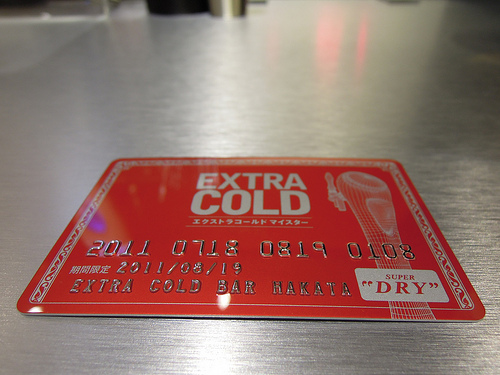 EXTRA
COLD
エクストラコールド マイスター
2011 0718 0819 0108
期間限定 2011/08/19
EXTRA COLD BAR HAKATA
SUPER
"DRY"